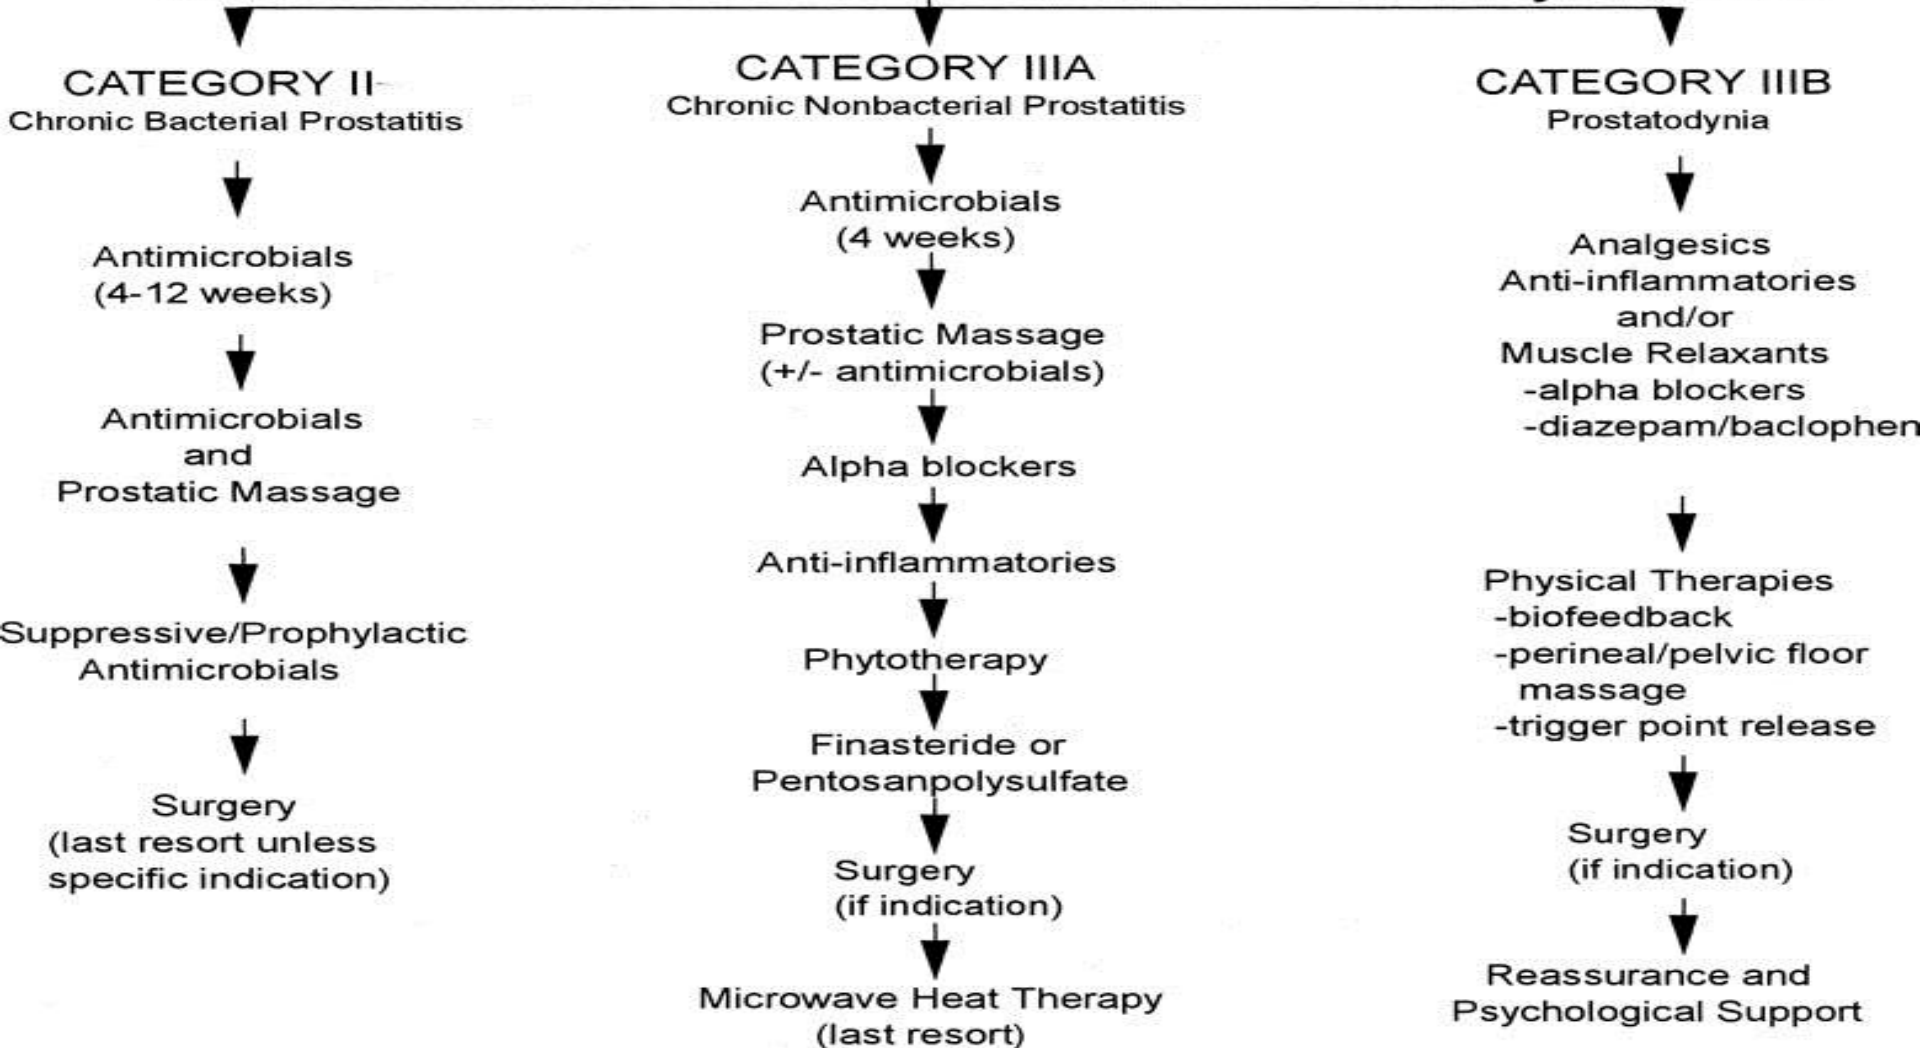 CATEGORY II
Chronic Bacterial Prostatitis
Antimicrobials
(4-12 weeks)
Antimicrobials
and
Prostatic Massage
Suppressive/Prophylactic
Antimicrobials
Surgery
(last resort unless
specific indication)
CATEGORY IIIA
Chronic Nonbacterial Prostatitis
Antimicrobials
(4 weeks)
Prostatic Massage
(+/- antimicrobials)
Alpha blockers
Anti-inflammatories
Phytotherapy
Finasteride or
Pentosanpolysulfate
Surgery
(if indication)
Microwave Heat Therapy
(last resort)
CATEGORY IIIB
Prostatodynia
Analgesics
Anti-inflammatories
and/or
Muscle Relaxants
-alpha blockers
-diazepam/baclophen
Physical Therapies
-biofeedback
-perineal/pelvic floor
massage
-trigger point release
Surgery
(if indication)
Reassurance and
Psychological Support